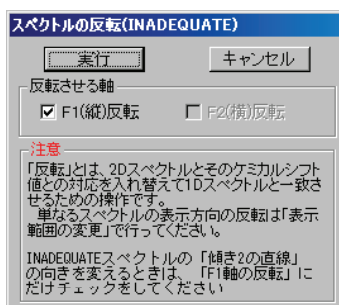 スペクトルの反転(INADEQUATE)
実行
キャンセル
反転させる軸
F1(縦)反転
F2(横)反転
注意
「反転」とは、2Dスペクトルとそのケミカルシフト
値との対応を入れ替えて1Dスペクトルと一致さ
せるための操作です。
単なるスペクトルの表示方向の反転は「表示
範囲の変更」で行ってください。
INADEQUATEスペクトルの「傾き2の直線」
の向きを変えるときは、「F1軸の反転」に
だけチェックをしてください